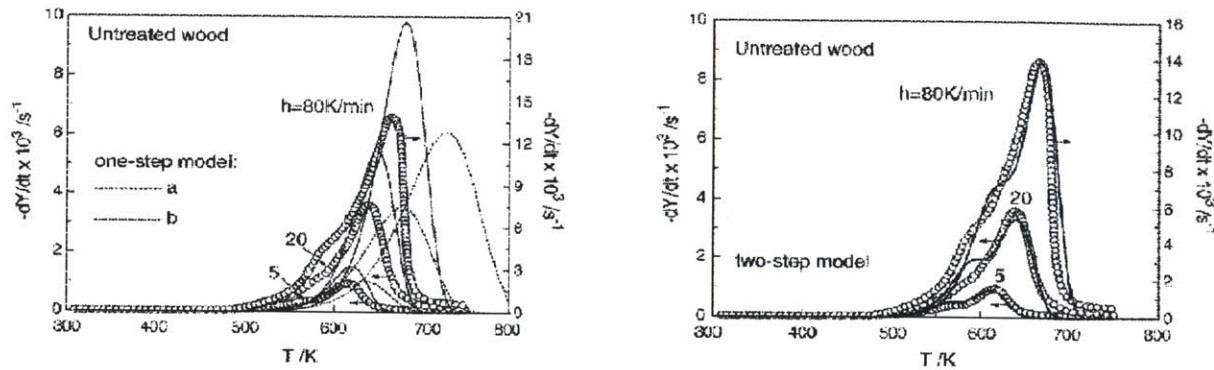 10
8
6
4
2
0
-dY/dt x 10³ /s⁻¹
Untreated wood
h=80K/min
one-step model:
a
b
20
5
21
18
15
12
9
6
3
0
-dY/dt x 10³ /s⁻¹
300 400 500 600 700 800
T /K
10
8
6
4
2
0
-dY/dt x 10³ /s⁻¹
Untreated wood
h=80K/min
20
two-step model
5
16
14
12
10
8
6
4
2
0
-dY/dt x 10³ /s⁻¹
300 400 500 600 700 800
T /K